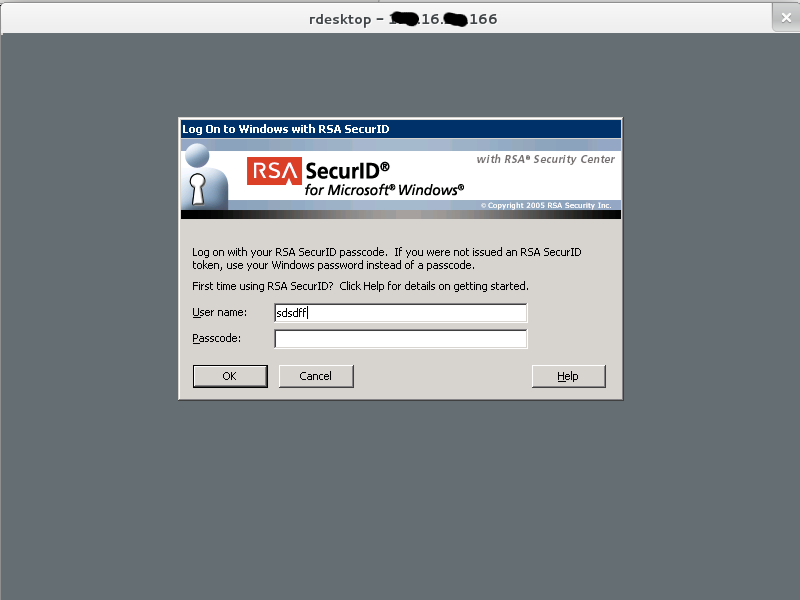 rdesktop - 1 .16. 166
Log On to Windows with RSA SecurID
with RSA® Security Center
RSA SecurID®
for Microsoft® Windows®
© Copyright 2005 RSA Security Inc.
Log on with your RSA SecurID passcode.  If you were not issued an RSA SecurID
token, use your Windows password instead of a passcode.
First time using RSA SecurID?  Click Help for details on getting started.
User name: sdsdff
Passcode:
OK Cancel Help